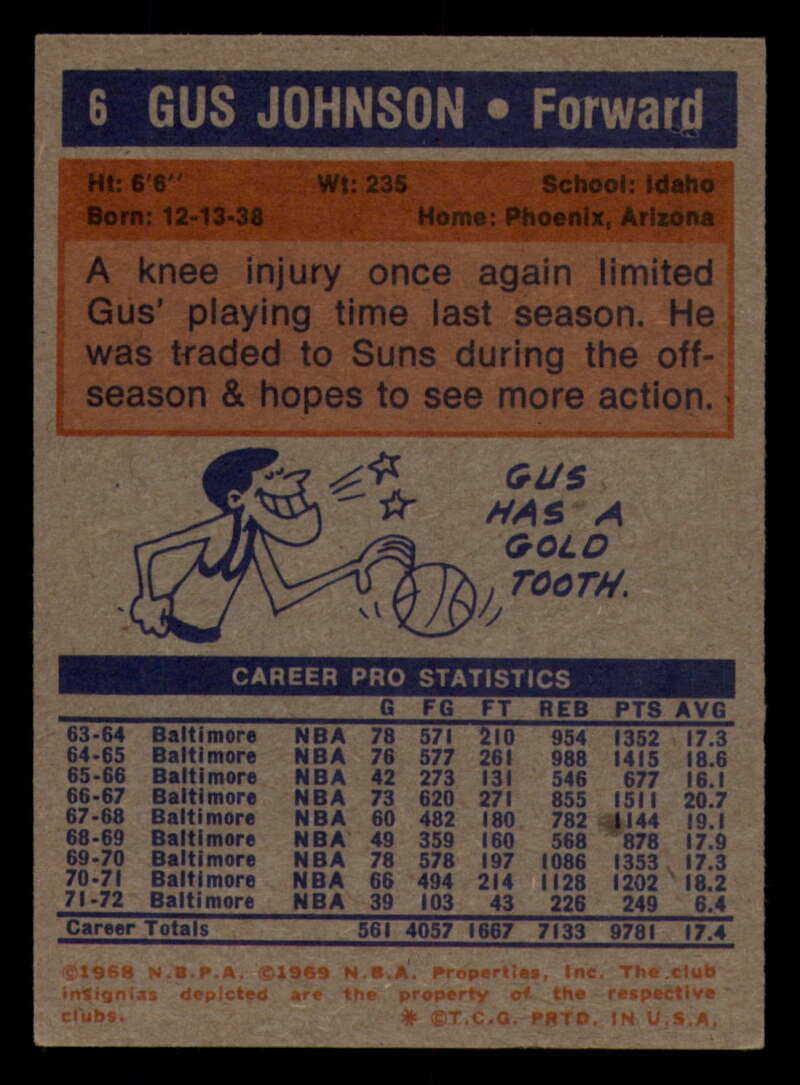 6 GUS JOHNSON • Forward
Ht: 6'6" Wt: 235 School: Idaho
Born: 12-13-38 Home: Phoenix, Arizona
A knee injury once again limited
Gus' playing time last season. He
was traded to Suns during the off-
season & hopes to see more action.
GUS
HAS A
GOLD
TOOTH.
CAREER PRO STATISTICS
G FG FT REB PTS AVG
63-64 Baltimore NBA 78 571 210 954 1352 17.3
64-65 Baltimore NBA 76 577 261 988 1415 18.6
65-66 Baltimore NBA 42 273 131 546 677 16.1
66-67 Baltimore NBA 73 620 271 855 1511 20.7
67-68 Baltimore NBA 60 482 180 782 1144 19.1
68-69 Baltimore NBA 49 359 160 568 878 17.9
69-70 Baltimore NBA 78 578 197 1086 1353 17.3
70-71 Baltimore NBA 66 494 214 1128 1202 18.2
71-72 Baltimore NBA 39 103 43 226 249 6.4
Career Totals 561 4057 1667 7133 9781 17.4
©1968 N.B.P.A. ©1969 N.B.A. Properties, Inc. The club
insignias depicted are the property of the respective
clubs. * ©T.C.G. PRTD. IN U.S.A.